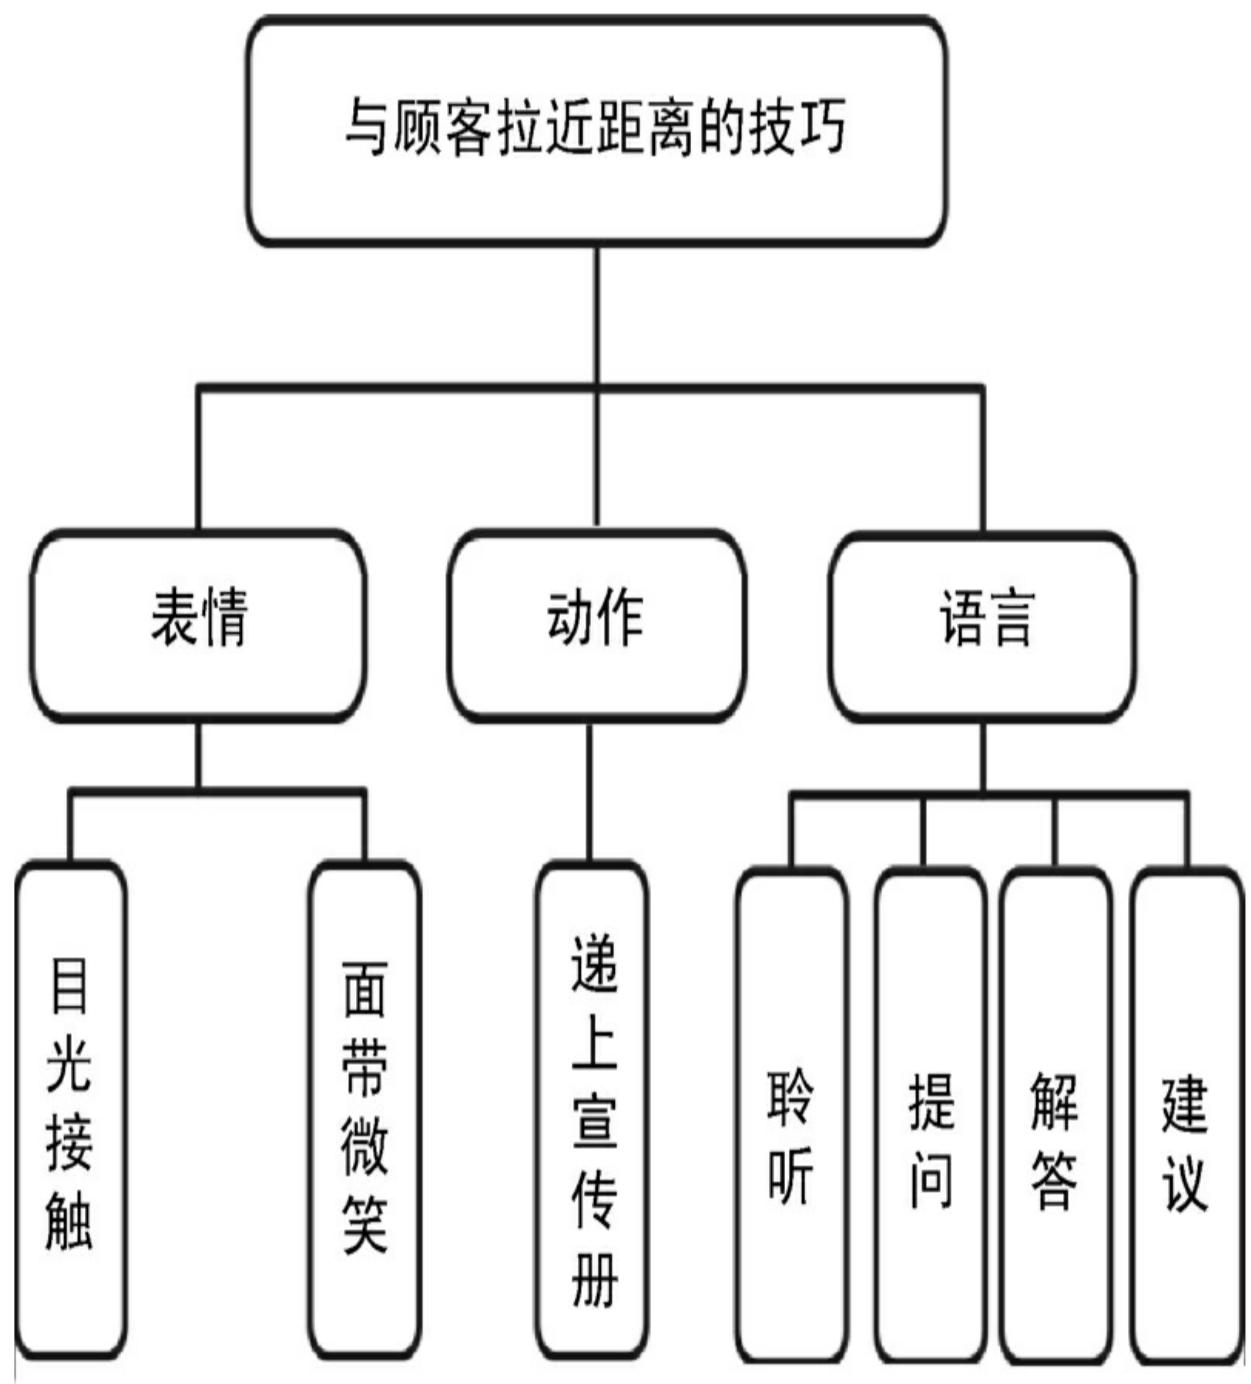 与顾客拉近距离的技巧
表情
动作
语言
目光接触
面带微笑
递上宣传册
聆听
提问
解答
建议